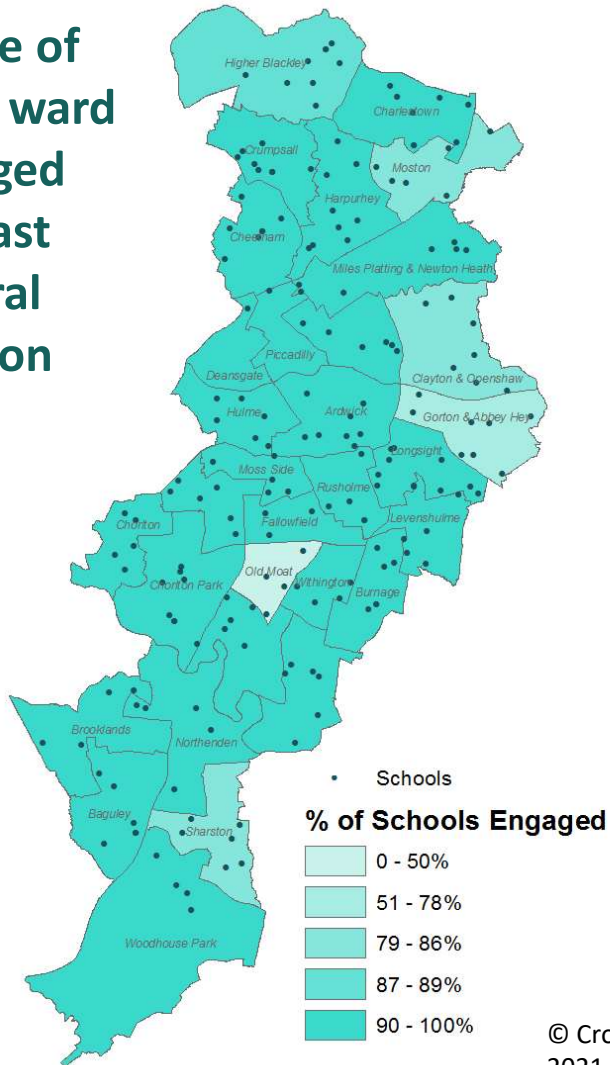 e of
ward
ged
ast
ral
on
Higher Blackley
Charlestown
Crumpsall
Moston
Harpurhey
Cheetham
Miles Platting & Newton Heath
Piccadilly
Clayton & Openshaw
Deansgate
Gorton & Abbey Hey
Hulme
Ardwick
Longsight
Moss Side
Rusholme
Levenshulme
Chorlton
Fallowfield
Old Moat
Withington
Chorlton Park
Burnage
Brooklands
Northenden
Schools
% of Schools Engaged
Baguley
Sharston
0 - 50%
51 - 78%
79 - 86%
Woodhouse Park
87 - 89%
90 - 100%
© Cro
2021